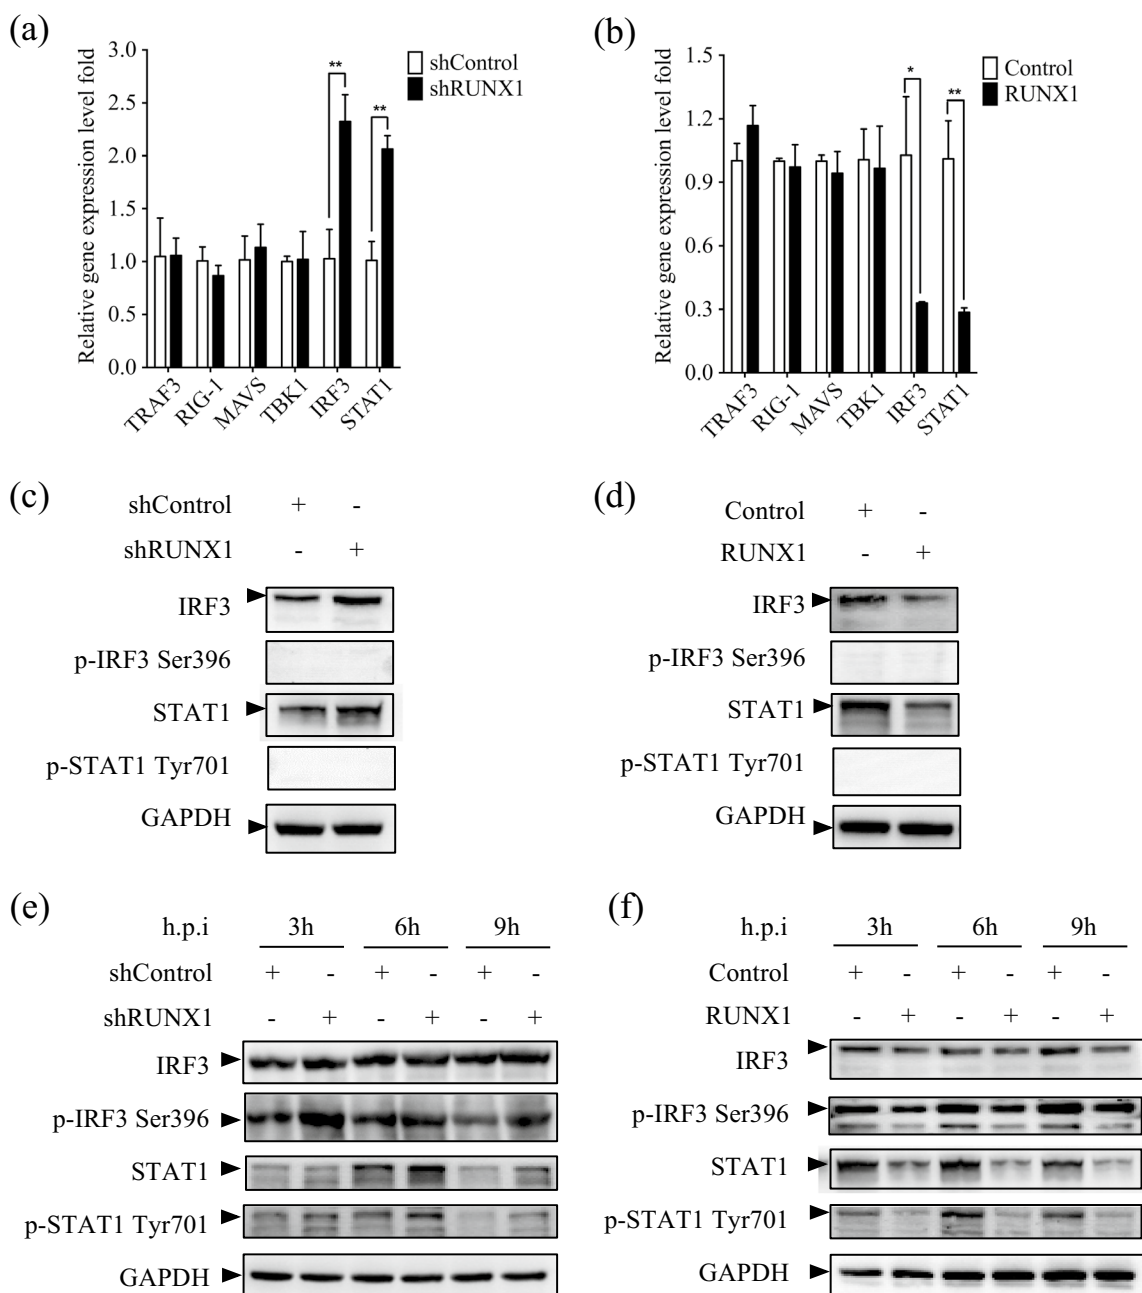 (a)
Relative gene expression level fold
3.0
2.5
2.0
1.5
1.0
0.5
0.0
** **
shControl
shRUNX1
TRAF3 RIG-1 MAVS TBK1 IRF3 STAT1
(b)
Relative gene expression level fold
1.5
1.2
0.9
0.6
0.3
0.0
* **
Control
RUNX1
TRAF3 RIG-1 MAVS TBK1 IRF3 STAT1
(c)
shControl + -
shRUNX1 - +
IRF3
p-IRF3 Ser396
STAT1
p-STAT1 Tyr701
GAPDH
(d)
Control + -
RUNX1 - +
IRF3
p-IRF3 Ser396
STAT1
p-STAT1 Tyr701
GAPDH
(e)
h.p.i 3h 6h 9h
shControl + - + - + -
shRUNX1 - + - + - +
IRF3
p-IRF3 Ser396
STAT1
p-STAT1 Tyr701
GAPDH
(f)
h.p.i 3h 6h 9h
Control + - + - + -
RUNX1 - + - + - +
IRF3
p-IRF3 Ser396
STAT1
p-STAT1 Tyr701
GAPDH